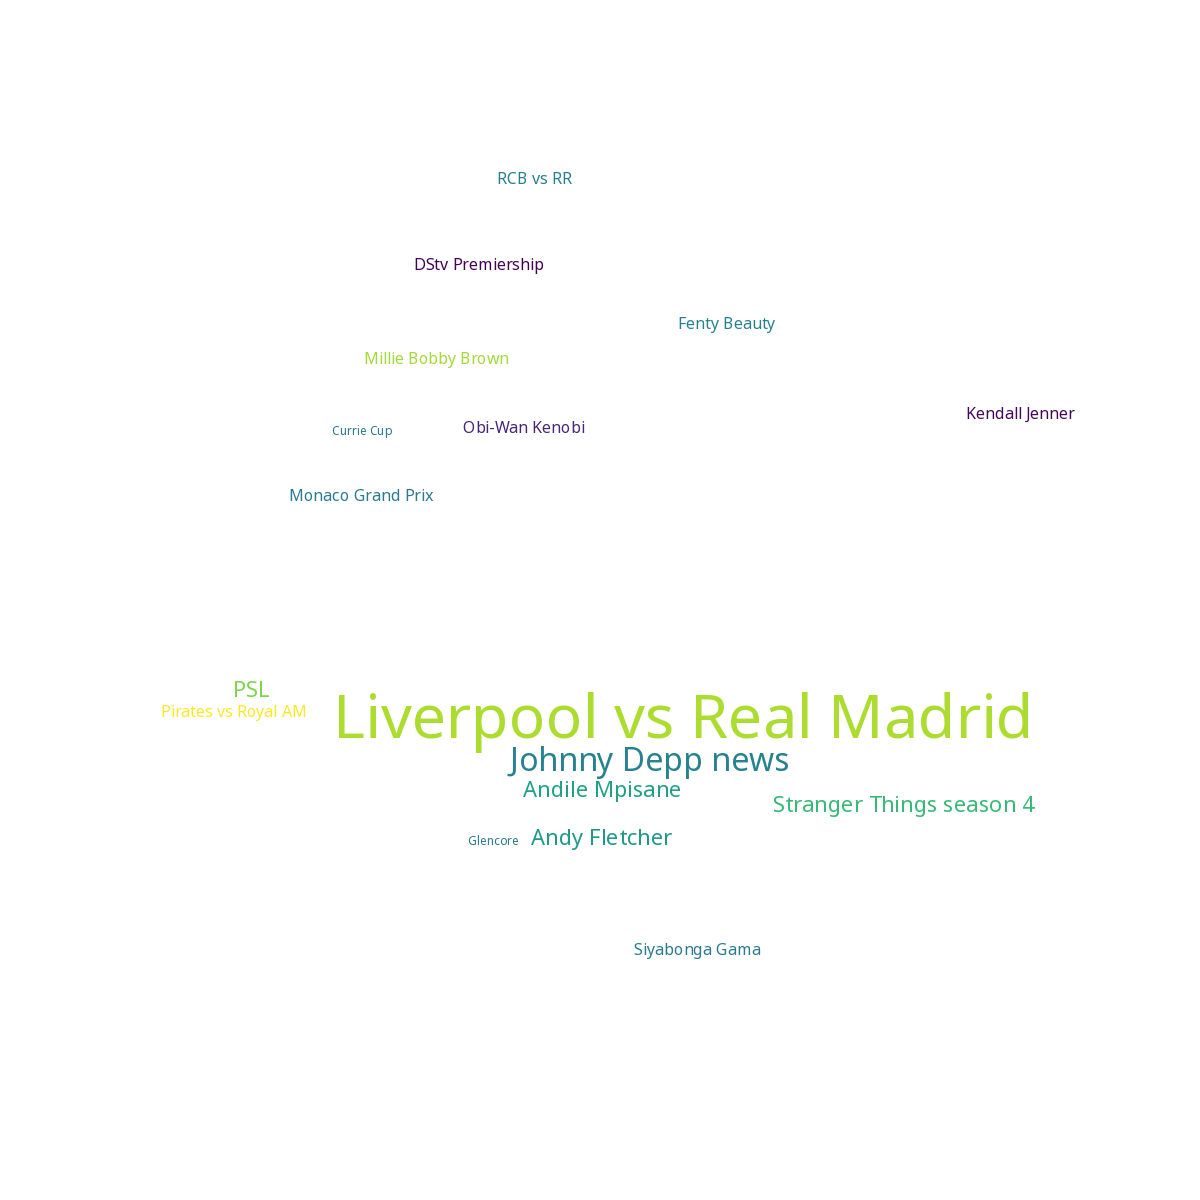 RCB vs RR
DStv Premiership
Fenty Beauty
Millie Bobby Brown
Kendall Jenner
Currie Cup
Obi-Wan Kenobi
Monaco Grand Prix
PSL
Pirates vs Royal AM
Liverpool vs Real Madrid
Johnny Depp news
Andile Mpisane
Stranger Things season 4
Glencore
Andy Fletcher
Siyabonga Gama